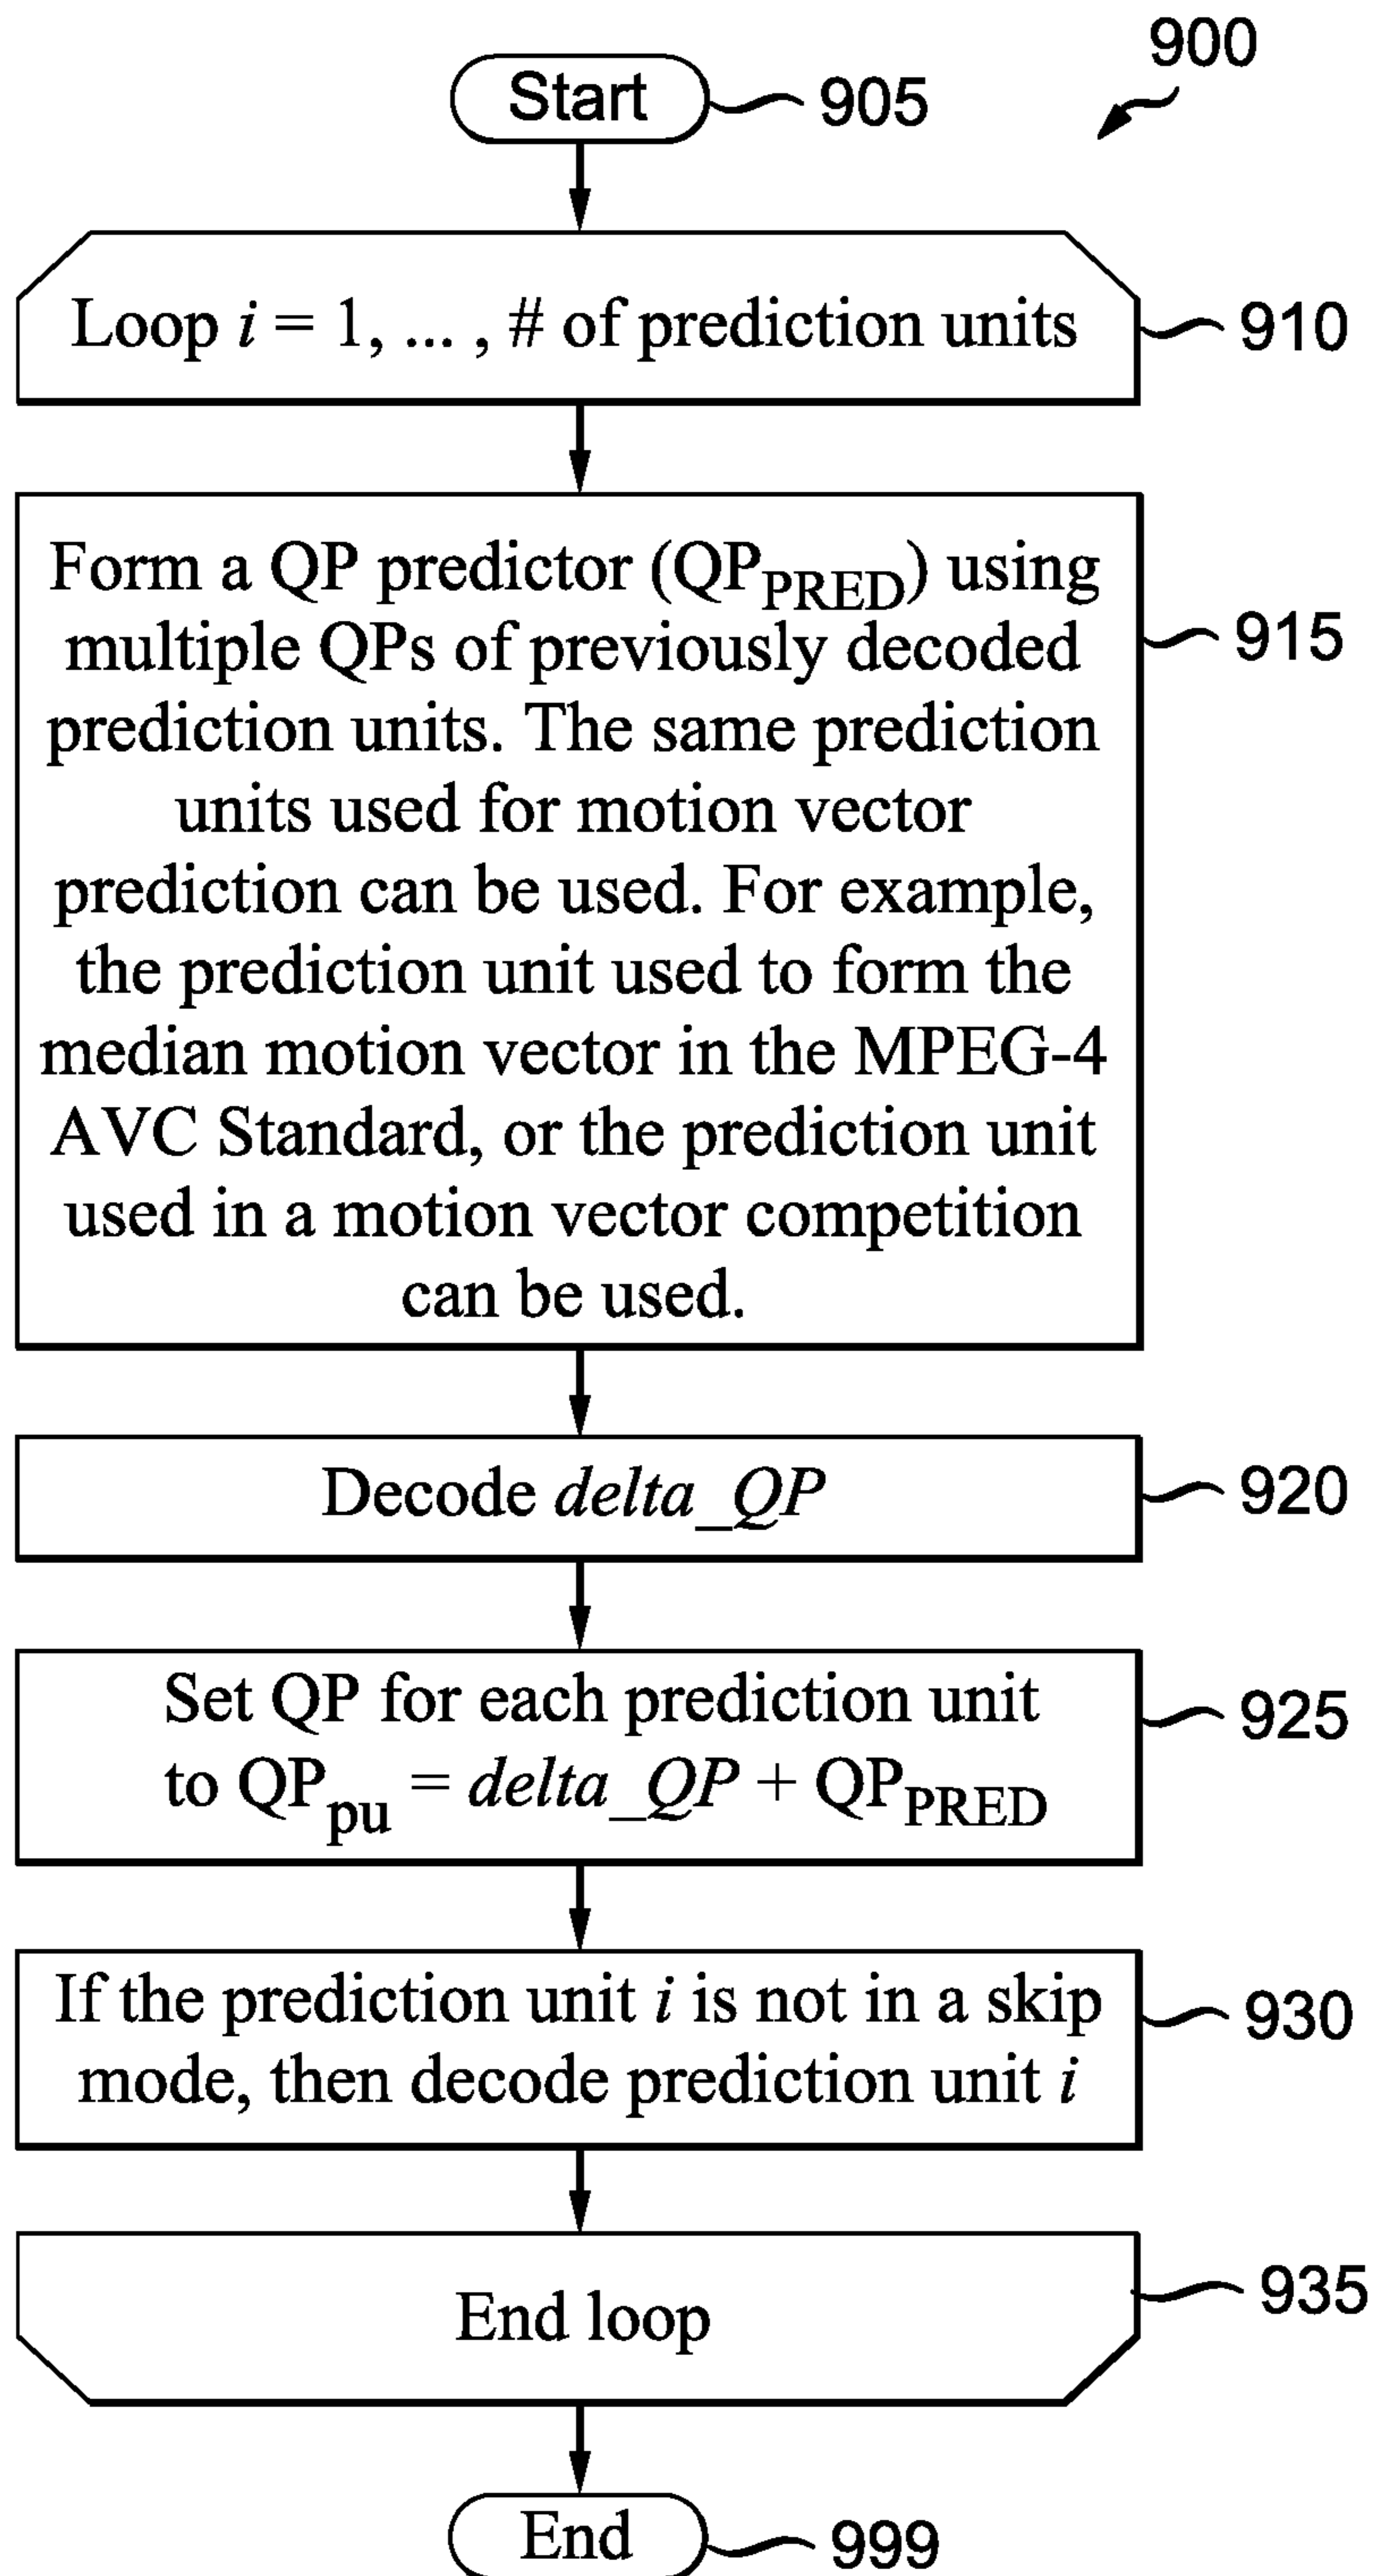 900
Start
905
Loop i = 1, ... , # of prediction units
910
Form a QP predictor (QPPRED) using
multiple QPs of previously decoded
prediction units. The same prediction
units used for motion vector
prediction can be used. For example,
the prediction unit used to form the
median motion vector in the MPEG-4
AVC Standard, or the prediction unit
used in a motion vector competition
can be used.
915
Decode delta_QP
920
Set QP for each prediction unit
to QPpu = delta_QP + QPPRED
925
If the prediction unit i is not in a skip
mode, then decode prediction unit i
930
End loop
935
End
999